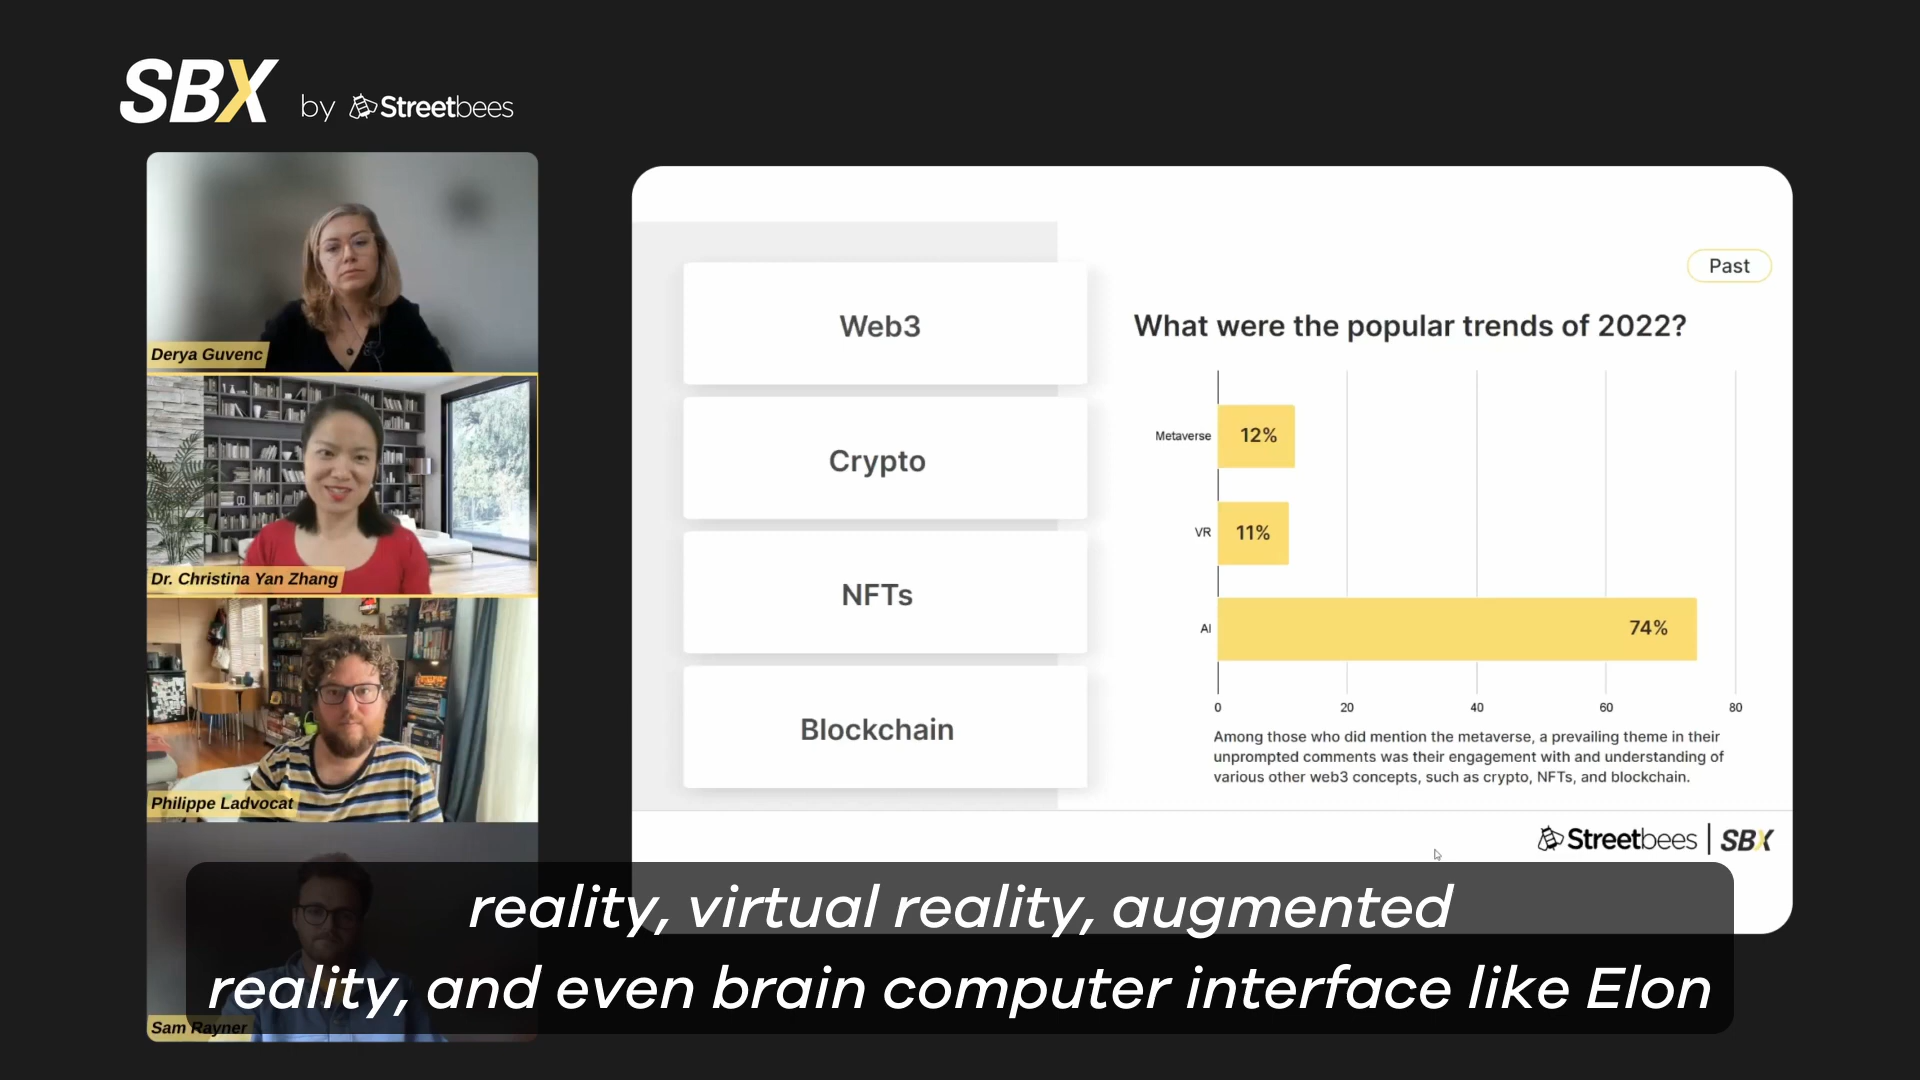 SBX by Streetbees
Derya Guvenc
Dr. Christina Yan Zhang
Philippe Ladvocat
Sam Rayner
Web3
Crypto
NFTs
Blockchain
Past
What were the popular trends of 2022?
Metaverse 12%
VR 11%
AI 74%
0 20 40 60 80
Among those who did mention the metaverse, a prevailing theme in their
unprompted comments was their engagement with and understanding of
various other web3 concepts, such as crypto, NFTs, and blockchain.
Streetbees | SBX
reality, virtual reality, augmented
reality, and even brain computer interface like Elon